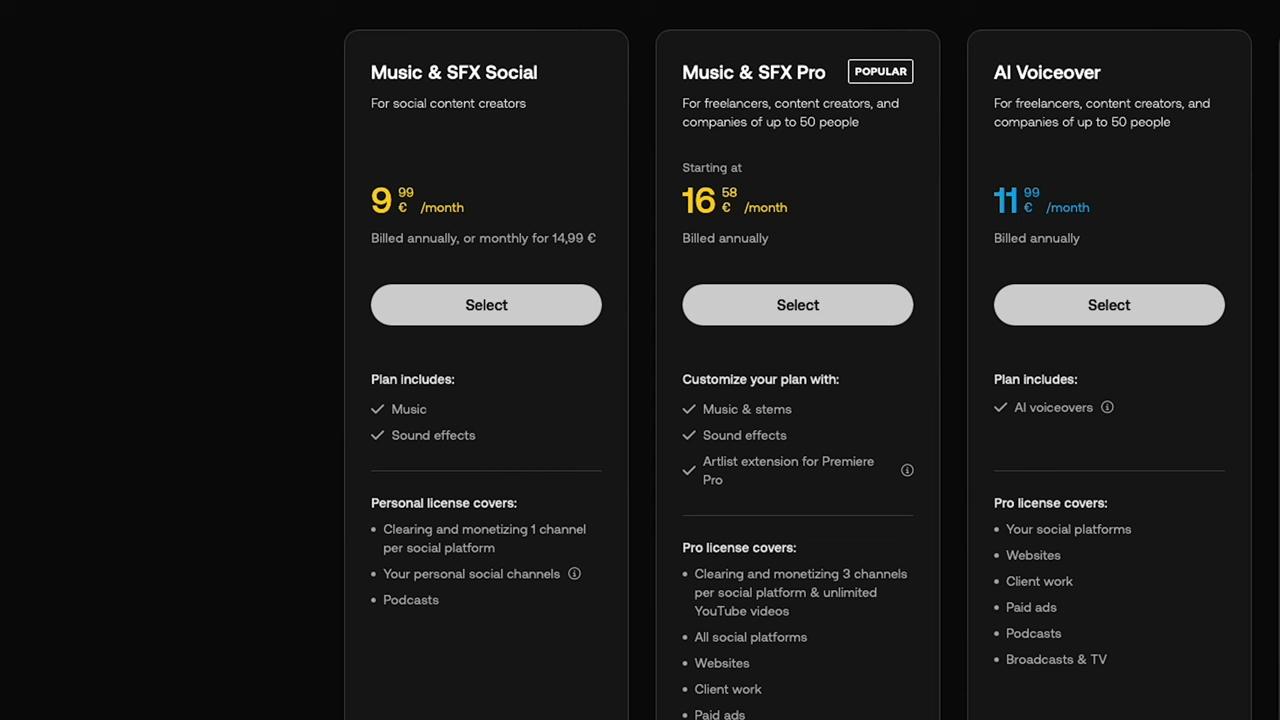 Music & SFX Social
For social content creators
9 99 € /month
Billed annually, or monthly for 14,99 €
Select
Plan includes:
Music
Sound effects
Personal license covers:
• Clearing and monetizing 1 channel
per social platform
• Your personal social channels
• Podcasts
Music & SFX Pro
POPULAR
For freelancers, content creators, and
companies of up to 50 people
Starting at
16 58 € /month
Billed annually
Select
Customize your plan with:
Music & stems
Sound effects
Artlist extension for Premiere
Pro
Pro license covers:
• Clearing and monetizing 3 channels
per social platform & unlimited
YouTube videos
• All social platforms
• Websites
• Client work
• Paid ads
AI Voiceover
For freelancers, content creators, and
companies of up to 50 people
11 99 € /month
Billed annually
Select
Plan includes:
AI voiceovers
Pro license covers:
• Your social platforms
• Websites
• Client work
• Paid ads
• Podcasts
• Broadcasts & TV